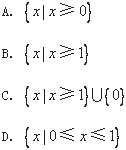 A. {x|x≥0}
B. {x|x≥1}
C. {x|x≥1}∪{0}
D. {x|0≤x≤1}